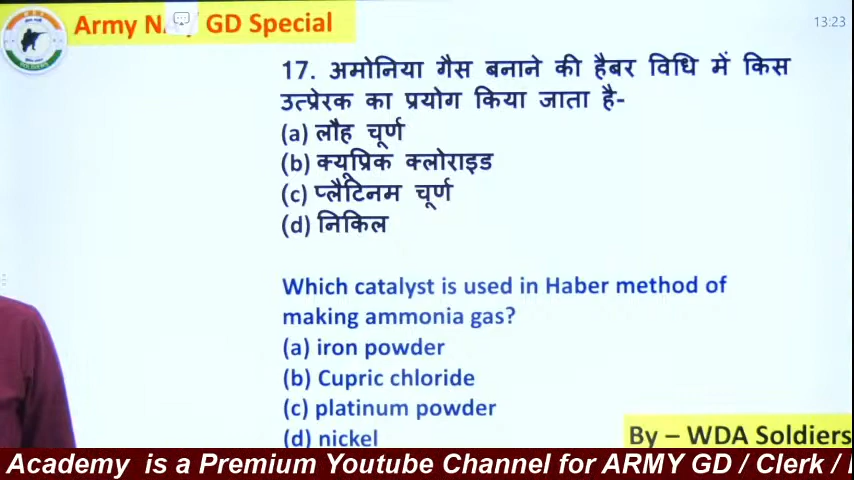 Army N GD Special
13:23
17. अमोनिया गैस बनाने की हैबर विधि में किस
उत्प्रेरक का प्रयोग किया जाता है-
(a) लौह चूर्ण
(b) क्यूप्रिक क्लोराइड
(c) प्लैटिनम चूर्ण
(d) निकिल
Which catalyst is used in Haber method of
making ammonia gas?
(a) iron powder
(b) Cupric chloride
(c) platinum powder
(d) nickel
By – WDA Soldiers
Academy is a Premium Youtube Channel for ARMY GD / Clerk /